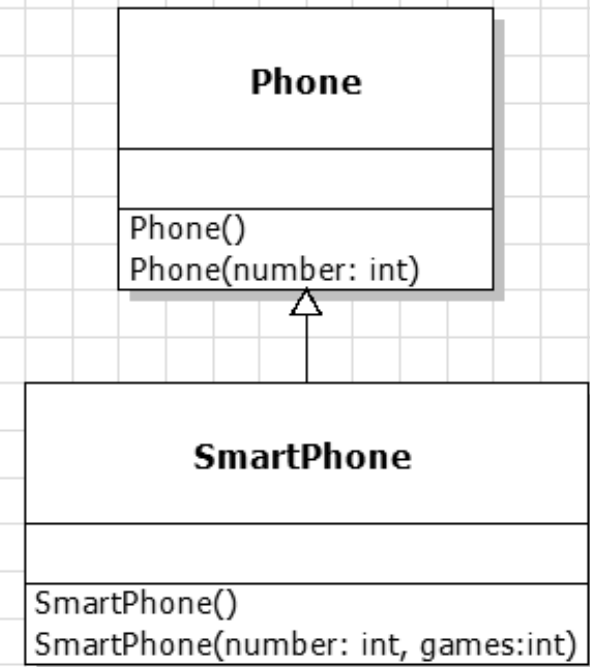 Phone
Phone()
Phone(number: int)
SmartPhone
SmartPhone()
SmartPhone(number: int, games:int)